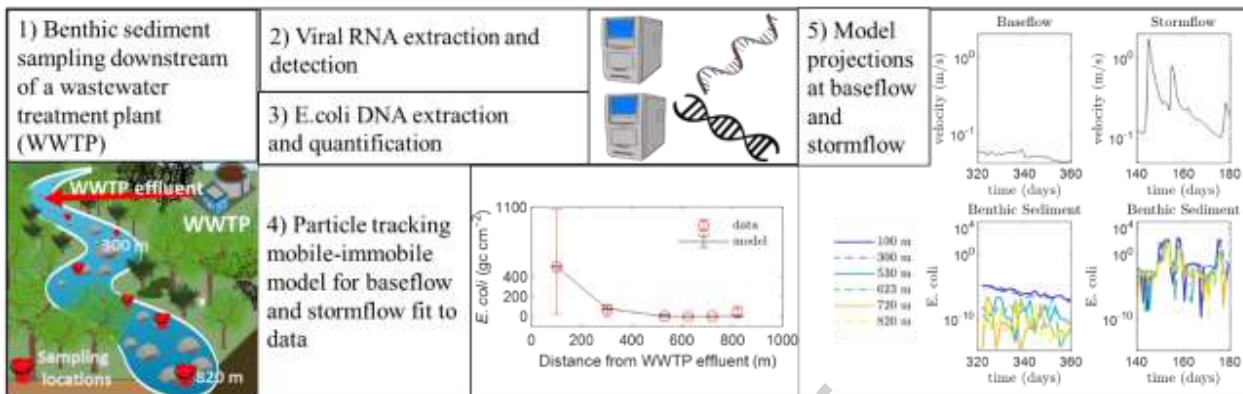 1) Benthic sediment
sampling downstream
of a wastewater
treatment plant
(WWTP)
2) Viral RNA extraction and
detection
3) E.coli DNA extraction
and quantification
WWTP effluent
WWTP
300 m
Sampling
locations
820 m
4) Particle tracking
mobile-immobile
model for baseflow
and stormflow fit to
data
1100
400
200
0
E.coli (gc cm⁻²)
data
model
0 200 400 600 800 1000
Distance from WWTP effluent (m)
5) Model
projections
at baseflow
and
stormflow
Baseflow
velocity (m/s)
10⁰
10⁻¹
320 340 360
time (days)
Stormflow
velocity (m/s)
10⁰
10⁻¹
140 160 180
time (days)
100 m
300 m
530 m
623 m
720 m
820 m
Benthic Sediment
E. coli
10⁴
10⁻¹⁰
320 340 360
time (days)
Benthic Sediment
E. coli
10⁴
10⁻¹⁰
140 160 180
time (days)